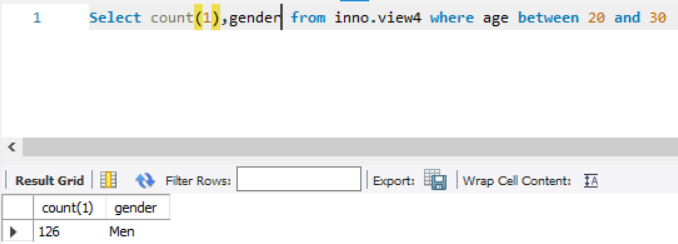 1 Select count(1),gender from inno.view4 where age between 20 and 30
Result Grid Filter Rows: Export: Wrap Cell Content:
count(1) gender
126 Men